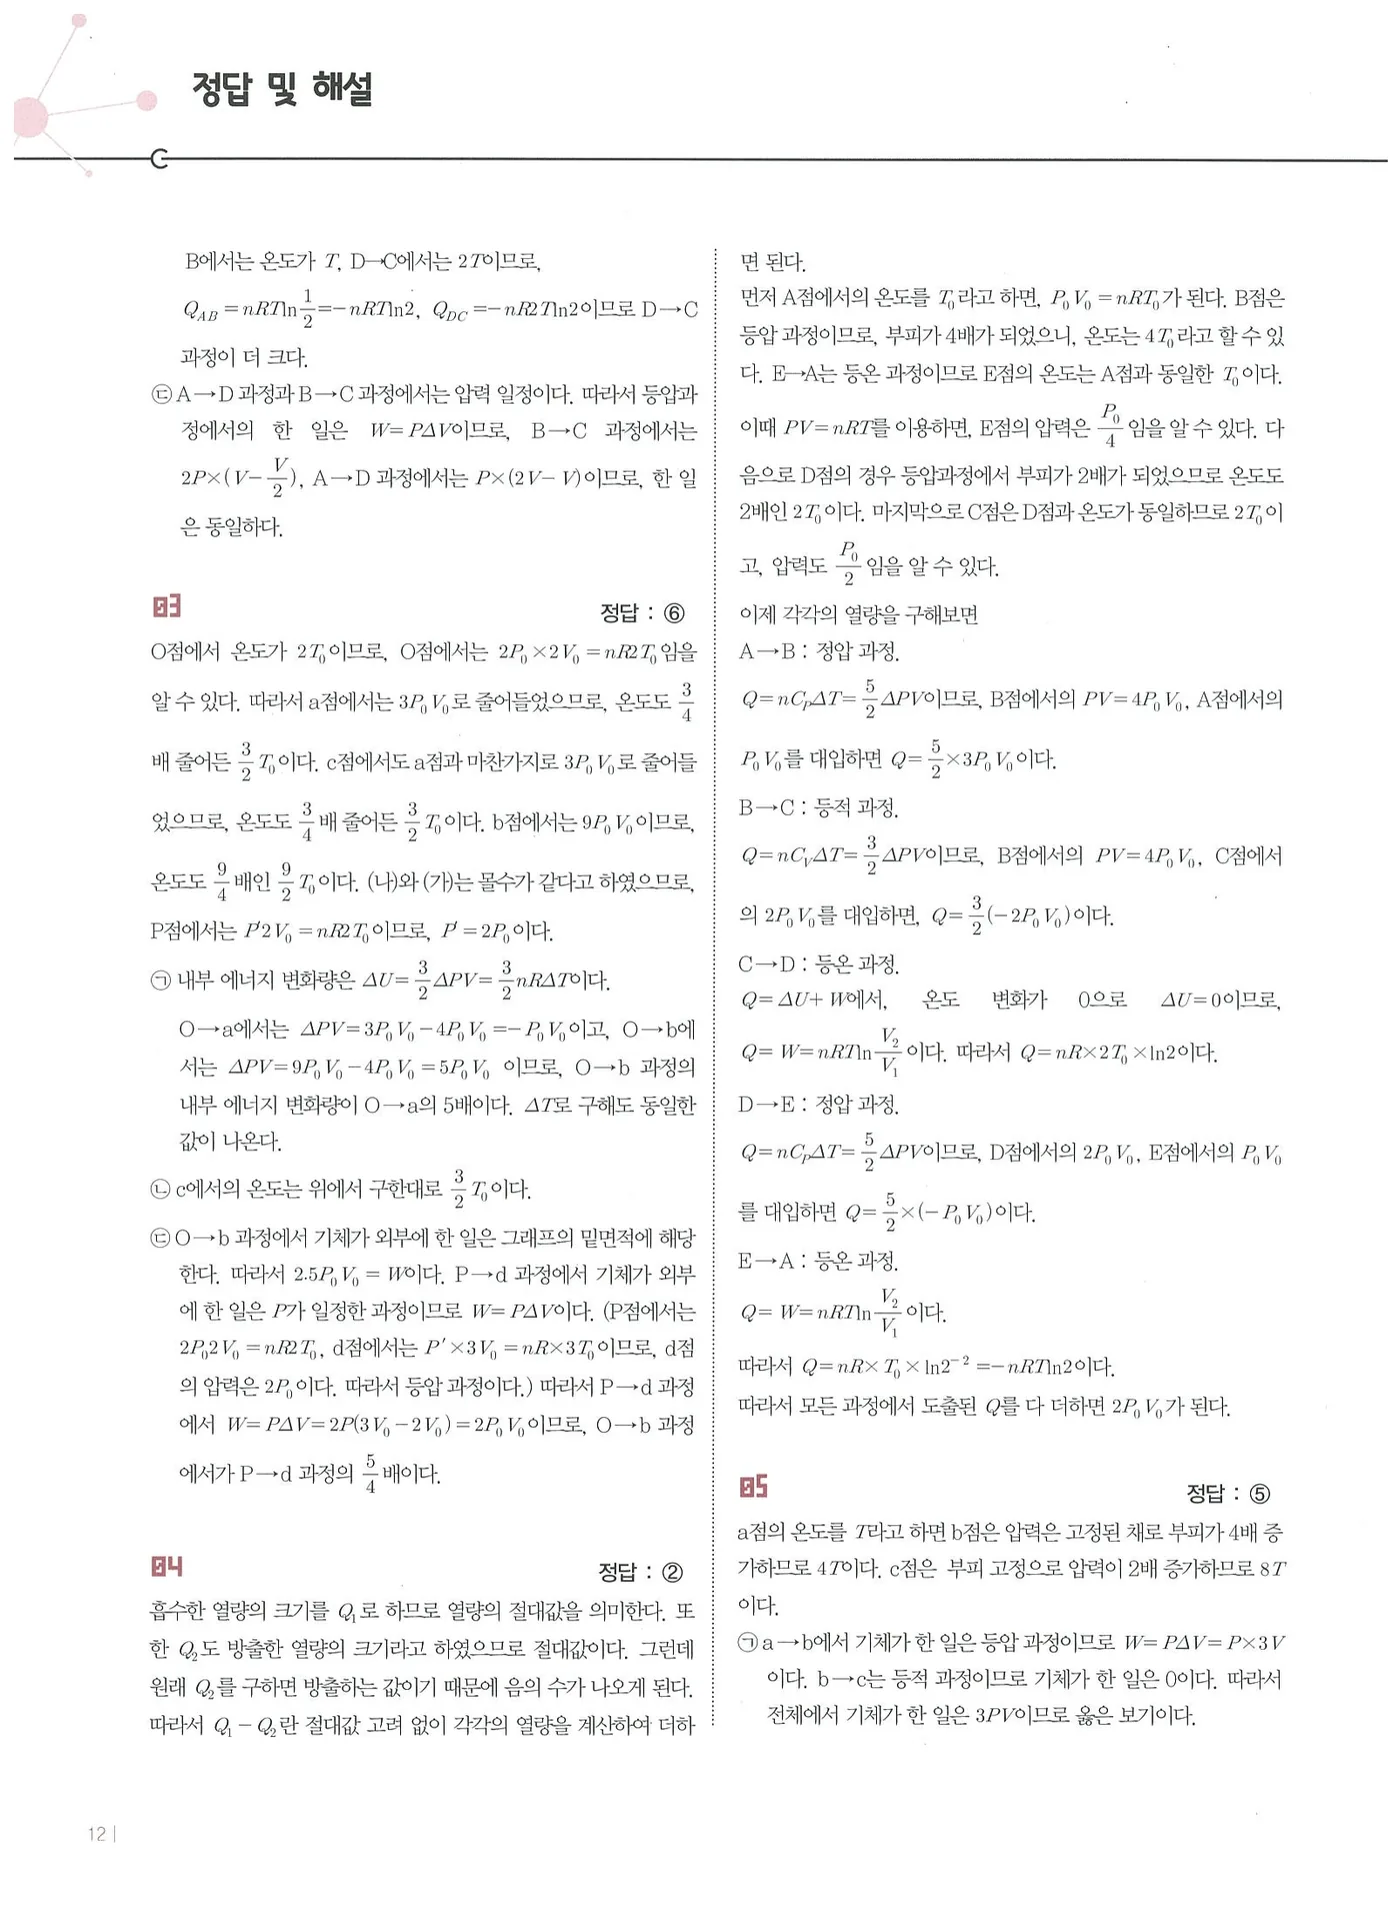 정답 및 해설
B에서는 온도가 T, D→C에서는 2T이므로,
Q_AB = nRTln 1/2 =−nRTln2, Q_DC =−nR2Tln2이므로 D→C
과정이 더 크다.
㉢ A→D 과정과 B→C 과정에서는 압력 일정이다. 따라서 등압과
정에서의 한 일은 W=PΔV이므로, B→C 과정에서는
2P×(V−V/2), A→D 과정에서는 P×(2V−V)이므로, 한 일
은 동일하다.
03
정답 : ⑥
O점에서 온도가 2T₀이므로, O점에서는 2P₀×2V₀=nR2T₀임을
알 수 있다. 따라서 a점에서는 3P₀V₀로 줄어들었으므로, 온도도 3/4
배 줄어든 3/2 T₀이다. c점에서도 a점과 마찬가지로 3P₀V₀로 줄어들
었으므로, 온도도 3/4 배 줄어든 3/2 T₀이다. b점에서는 9P₀V₀이므로,
온도도 9/4 배인 9/2 T₀이다. (나)와 (가)는 몰수가 같다고 하였으므로,
P점에서는 P′2V₀=nR2T₀이므로, P′=2P₀이다.
㉠ 내부 에너지 변화량은 ΔU= 3/2 ΔPV= 3/2 nRΔT이다.
O→a에서는 ΔPV=3P₀V₀−4P₀V₀=−P₀V₀이고, O→b에
서는 ΔPV=9P₀V₀−4P₀V₀=5P₀V₀ 이므로, O→b 과정의
내부 에너지 변화량이 O→a의 5배이다. ΔT로 구해도 동일한
값이 나온다.
㉡ c에서의 온도는 위에서 구한대로 3/2 T₀이다.
㉢ O→b 과정에서 기체가 외부에 한 일은 그래프의 밑면적에 해당
한다. 따라서 2.5P₀V₀= W이다. P→d 과정에서 기체가 외부
에 한 일은 P가 일정한 과정이므로 W=PΔV이다. (P점에서는
2P₀2V₀=nR2T₀, d점에서는 P′×3V₀=nR×3T₀이므로, d점
의 압력은 2P₀이다. 따라서 등압 과정이다.) 따라서 P→d 과정
에서 W=PΔV=2P(3V₀−2V₀)=2P₀V₀이므로, O→b 과정
에서가 P→d 과정의 5/4 배이다.
04
정답 : ②
흡수한 열량의 크기를 Q₁로 하므로 열량의 절대값을 의미한다. 또
한 Q₂도 방출한 열량의 크기라고 하였으므로 절대값이다. 그런데
원래 Q₂를 구하면 방출하는 값이기 때문에 음의 수가 나오게 된다.
따라서 Q₁−Q₂란 절대값 고려 없이 각각의 열량을 계산하여 더하
면 된다.
먼저 A점에서의 온도를 T₀라고 하면, P₀V₀=nRT₀가 된다. B점은
등압 과정이므로, 부피가 4배가 되었으니, 온도는 4T₀라고 할 수 있
다. E→A는 등온 과정이므로 E점의 온도는 A점과 동일한 T₀이다.
이때 PV=nRT를 이용하면, E점의 압력은 P₀/4 임을 알 수 있다. 다
음으로 D점의 경우 등압과정에서 부피가 2배가 되었으므로 온도도
2배인 2T₀이다. 마지막으로 C점은 D점과 온도가 동일하므로 2T₀이
고, 압력도 P₀/2 임을 알 수 있다.
이제 각각의 열량을 구해보면
A→B : 정압 과정.
Q=nC_PΔT= 5/2 ΔPV이므로, B점에서의 PV=4P₀V₀, A점에서의
P₀V₀를 대입하면 Q= 5/2 ×3P₀V₀이다.
B→C : 등적 과정.
Q=nC_VΔT= 3/2 ΔPV이므로, B점에서의 PV=4P₀V₀, C점에서
의 2P₀V₀를 대입하면, Q= 3/2 (−2P₀V₀)이다.
C→D : 등온 과정.
Q=ΔU+W에서, 온도 변화가 0으로 ΔU=0이므로,
Q=W=nRTln V₂/V₁ 이다. 따라서 Q=nR×2T₀×ln2이다.
D→E : 정압 과정.
Q=nC_PΔT= 5/2 ΔPV이므로, D점에서의 2P₀V₀, E점에서의 P₀V₀
를 대입하면 Q= 5/2 ×(−P₀V₀)이다.
E→A : 등온 과정.
Q=W=nRTln V₂/V₁ 이다.
따라서 Q=nR×T₀×ln2⁻² =−nRTln2이다.
따라서 모든 과정에서 도출된 Q를 다 더하면 2P₀V₀가 된다.
05
정답 : ⑤
a점의 온도를 T라고 하면 b점은 압력은 고정된 채로 부피가 4배 증
가하므로 4T이다. c점은 부피 고정으로 압력이 2배 증가하므로 8T
이다.
㉠ a→b에서 기체가 한 일은 등압 과정이므로 W=PΔV=P×3V
이다. b→c는 등적 과정이므로 기체가 한 일은 0이다. 따라서
전체에서 기체가 한 일은 3PV이므로 옳은 보기이다.
12 |